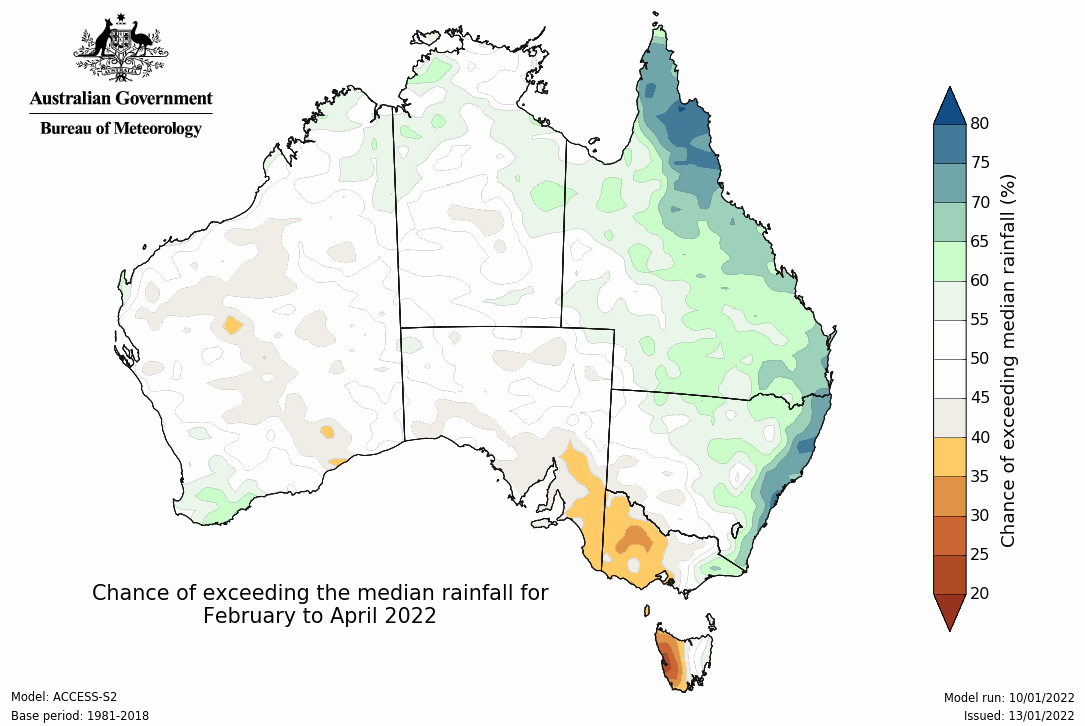 AUSTRALIA
Australian Government
Bureau of Meteorology
80
75
70
65
60
55
50
45
40
35
30
25
20
Chance of exceeding median rainfall (%)
Chance of exceeding the median rainfall for
February to April 2022
Model: ACCESS-S2
Base period: 1981-2018
Model run: 10/01/2022
Issued: 13/01/2022